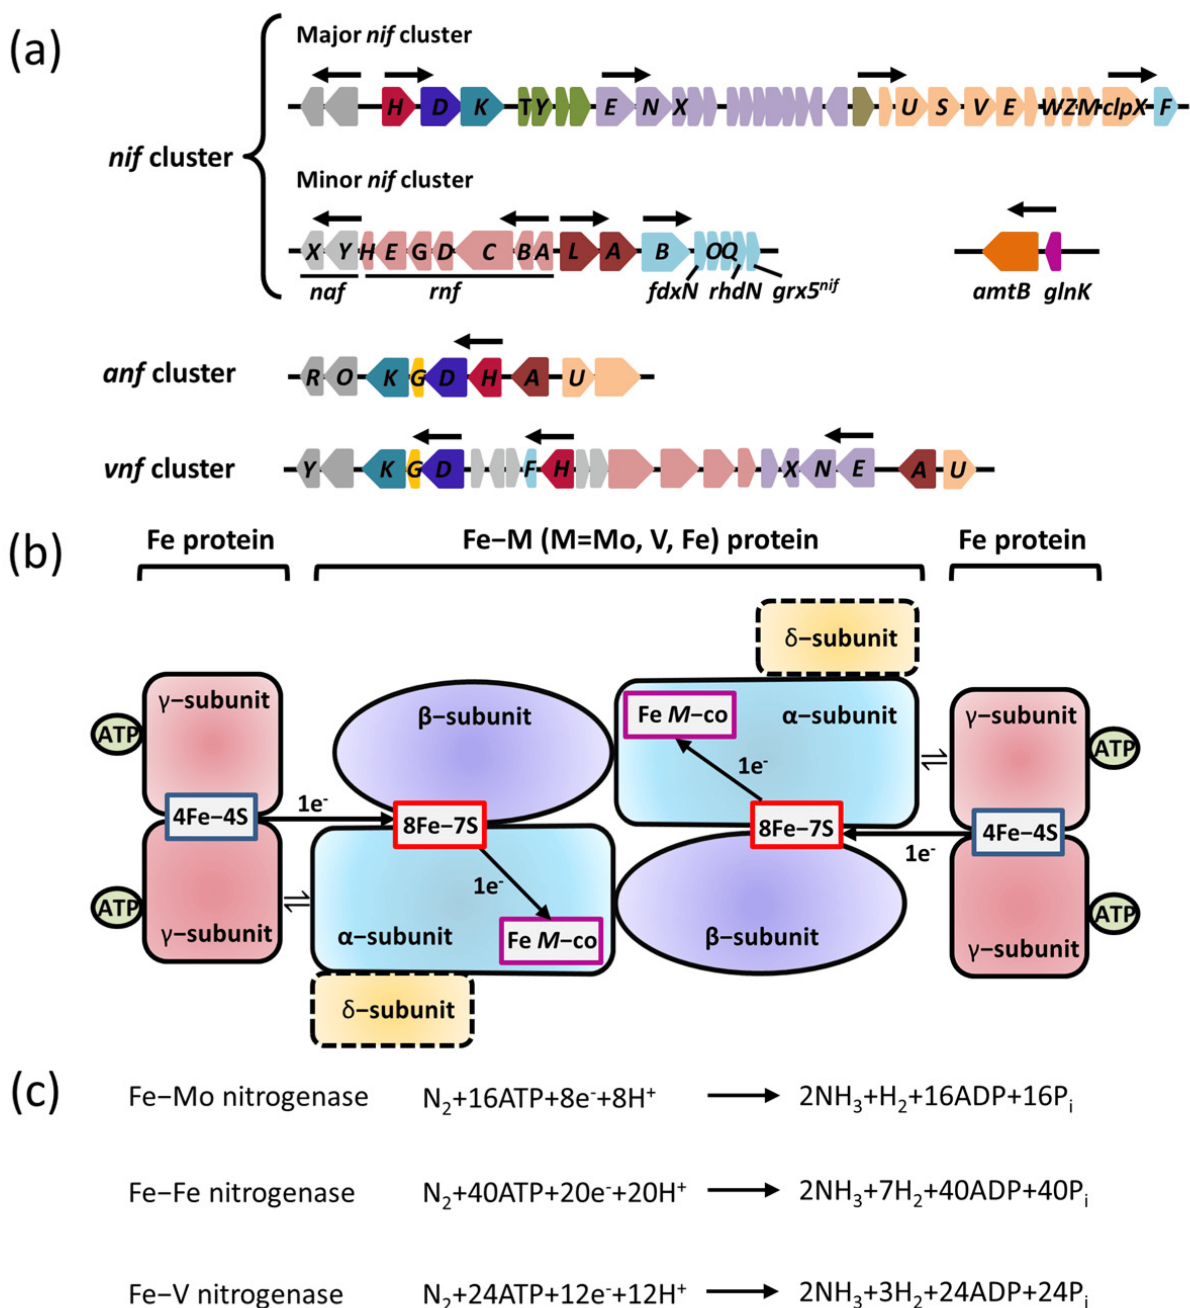 (a)
Major nif cluster
H D K TY E N X U S V E WZM clpX F
nif cluster
Minor nif cluster
X Y H E G D C B A L A B O Q
naf rnf fdxN rhdN grx5nif amtB glnK
anf cluster
R O K G D H A U
vnf cluster
Y K G D F H X N E A U
(b)
Fe protein Fe–M (M=Mo, V, Fe) protein Fe protein
δ–subunit
γ–subunit β–subunit Fe M–co α–subunit γ–subunit
ATP ATP
1e-
4Fe–4S 1e- 8Fe–7S 8Fe–7S 1e- 4Fe–4S
1e-
ATP ATP
γ–subunit α–subunit Fe M–co β–subunit γ–subunit
δ–subunit
(c)
Fe–Mo nitrogenase N2+16ATP+8e-+8H+ → 2NH3+H2+16ADP+16Pi
Fe–Fe nitrogenase N2+40ATP+20e-+20H+ → 2NH3+7H2+40ADP+40Pi
Fe–V nitrogenase N2+24ATP+12e-+12H+ → 2NH3+3H2+24ADP+24Pi